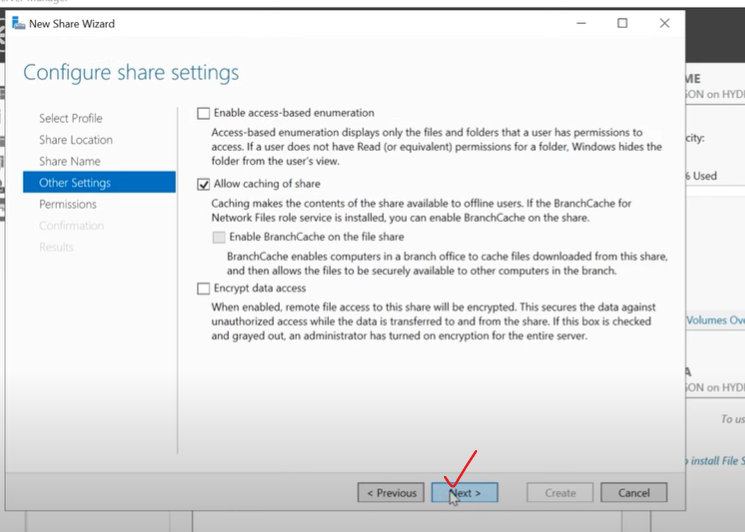 New Share Wizard
Configure share settings
Select Profile
Share Location
Share Name
Other Settings
Permissions
Confirmation
Results
Enable access-based enumeration
Access-based enumeration displays only the files and folders that a user has permissions to
access. If a user does not have Read (or equivalent) permissions for a folder, Windows hides the
folder from the user's view.
Allow caching of share
Caching makes the contents of the share available to offline users. If the BranchCache for
Network Files role service is installed, you can enable BranchCache on the share.
Enable BranchCache on the file share
BranchCache enables computers in a branch office to cache files downloaded from this share,
and then allows the files to be securely available to other computers in the branch.
Encrypt data access
When enabled, remote file access to this share will be encrypted. This secures the data against
unauthorized access while the data is transferred to and from the share. If this box is checked
and grayed out, an administrator has turned on encryption for the entire server.
< Previous
Next >
Create
Cancel
ON on HYD
city:
Used
Volumes Ov
ON on HYD
To us
install File S